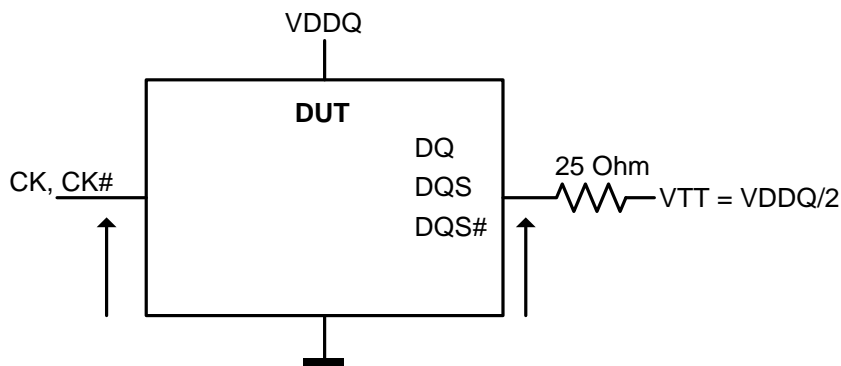 VDDQ
DUT
DQ
CK, CK#
DQS
DQS#
25 Ohm
VTT = VDDQ/2